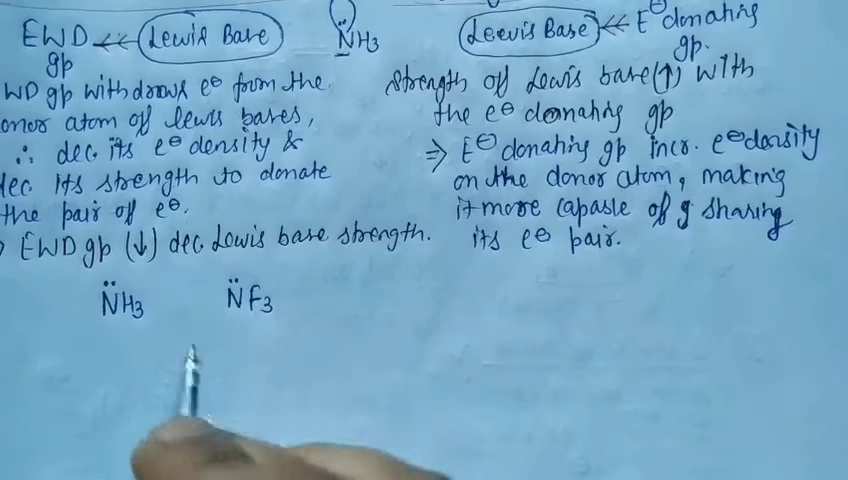 EWD << Lewis Base
gp
N̈H3
WD gp withdraws e⊖ from the
onor atom of lewis bases,
∴ dec. its e⊖ density &
dec its strength to donate
the pair of e⊖.
EWD gp (↓) dec Lewis base strength.
N̈H3 N̈F3
Lewis Base << E⊖ donating
gp.
Strength of Lewis base(↑) with
the e⊖ donating gp
⇒ E⊖ donating gp incr. e⊖ density
on the donor atom, making
it more capable of sharing
its e⊖ pair.